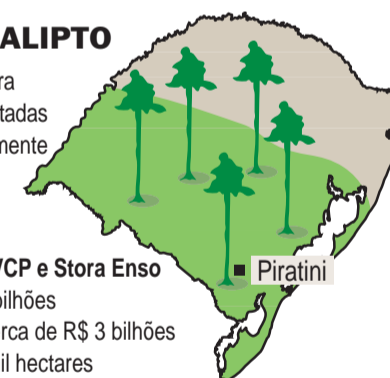 ALIPTO
ra
tadas
mente
VCP e Stora Enso
bilhões
rca de R$ 3 bilhões
il hectares
Piratini